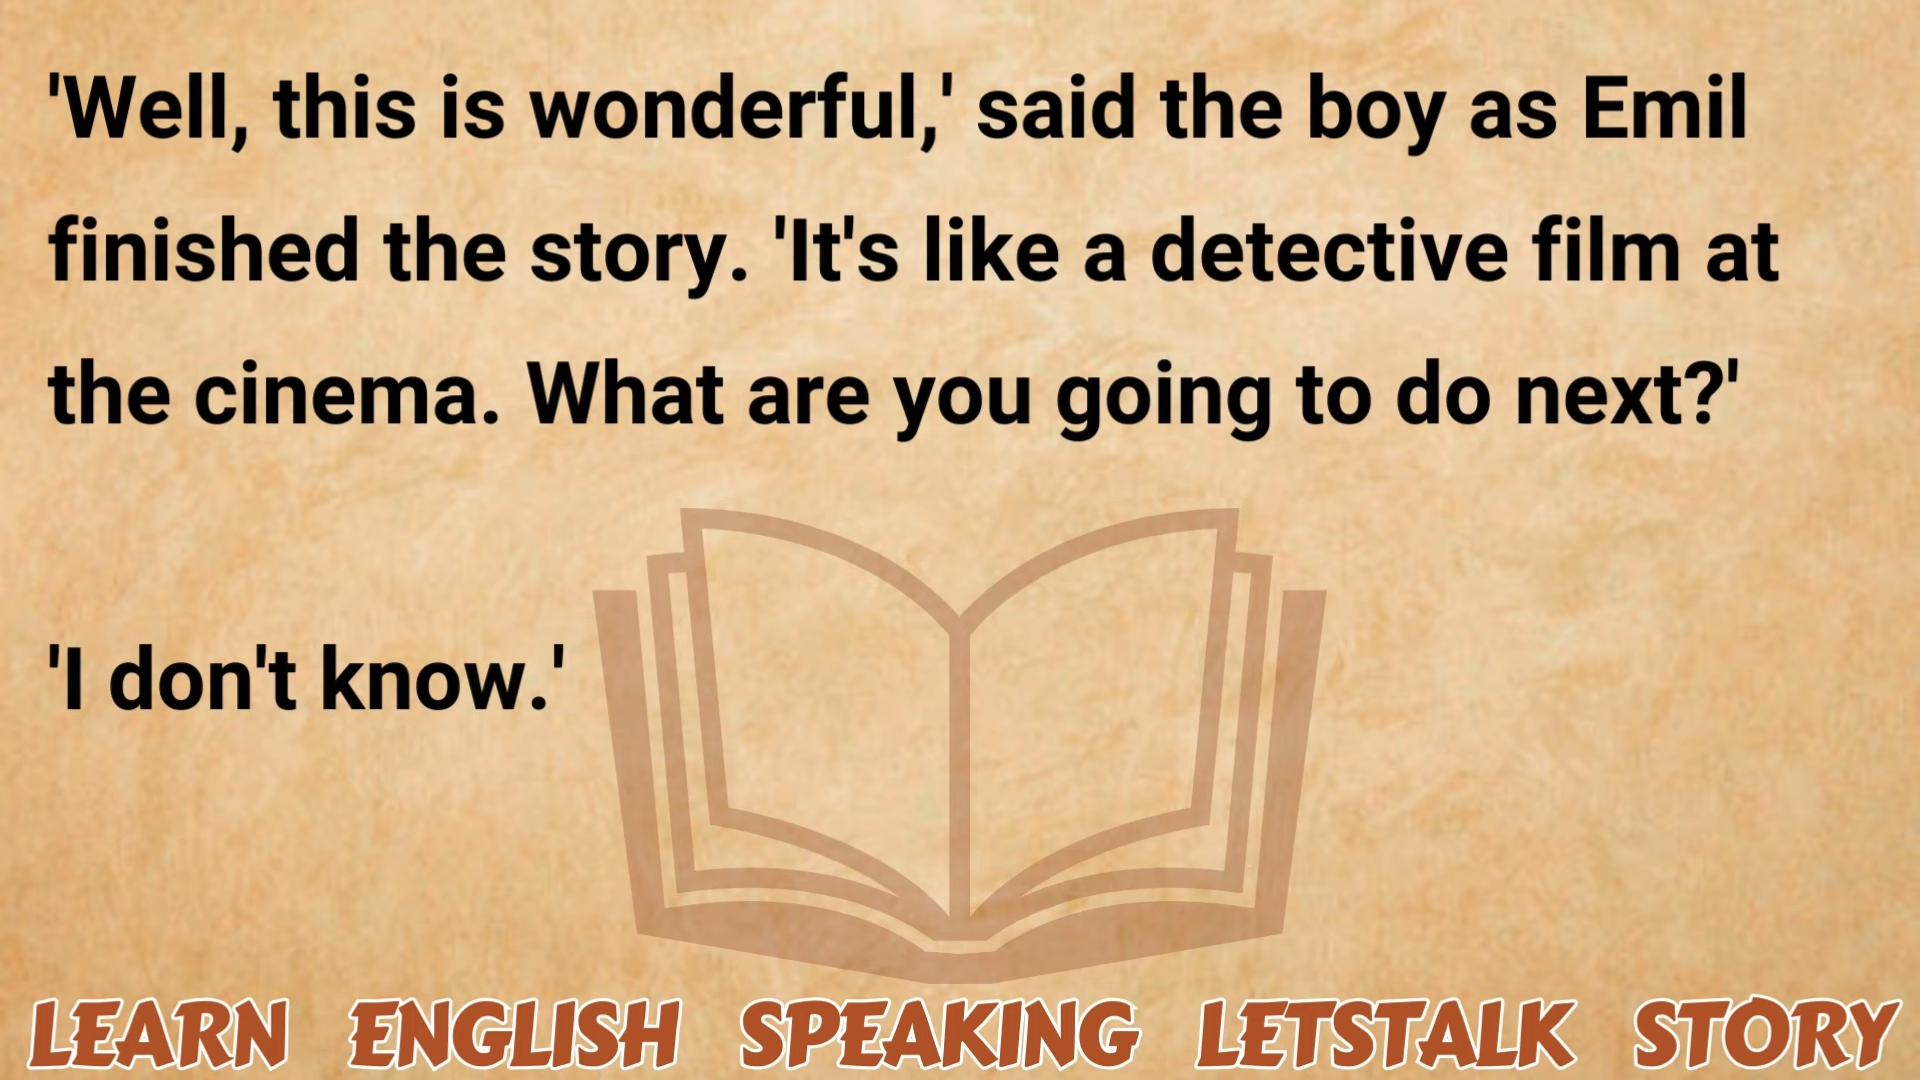 'Well, this is wonderful,' said the boy as Emil
finished the story. 'It's like a detective film at
the cinema. What are you going to do next?'
'I don't know.'
LEARN ENGLISH SPEAKING LETSTALK STORY